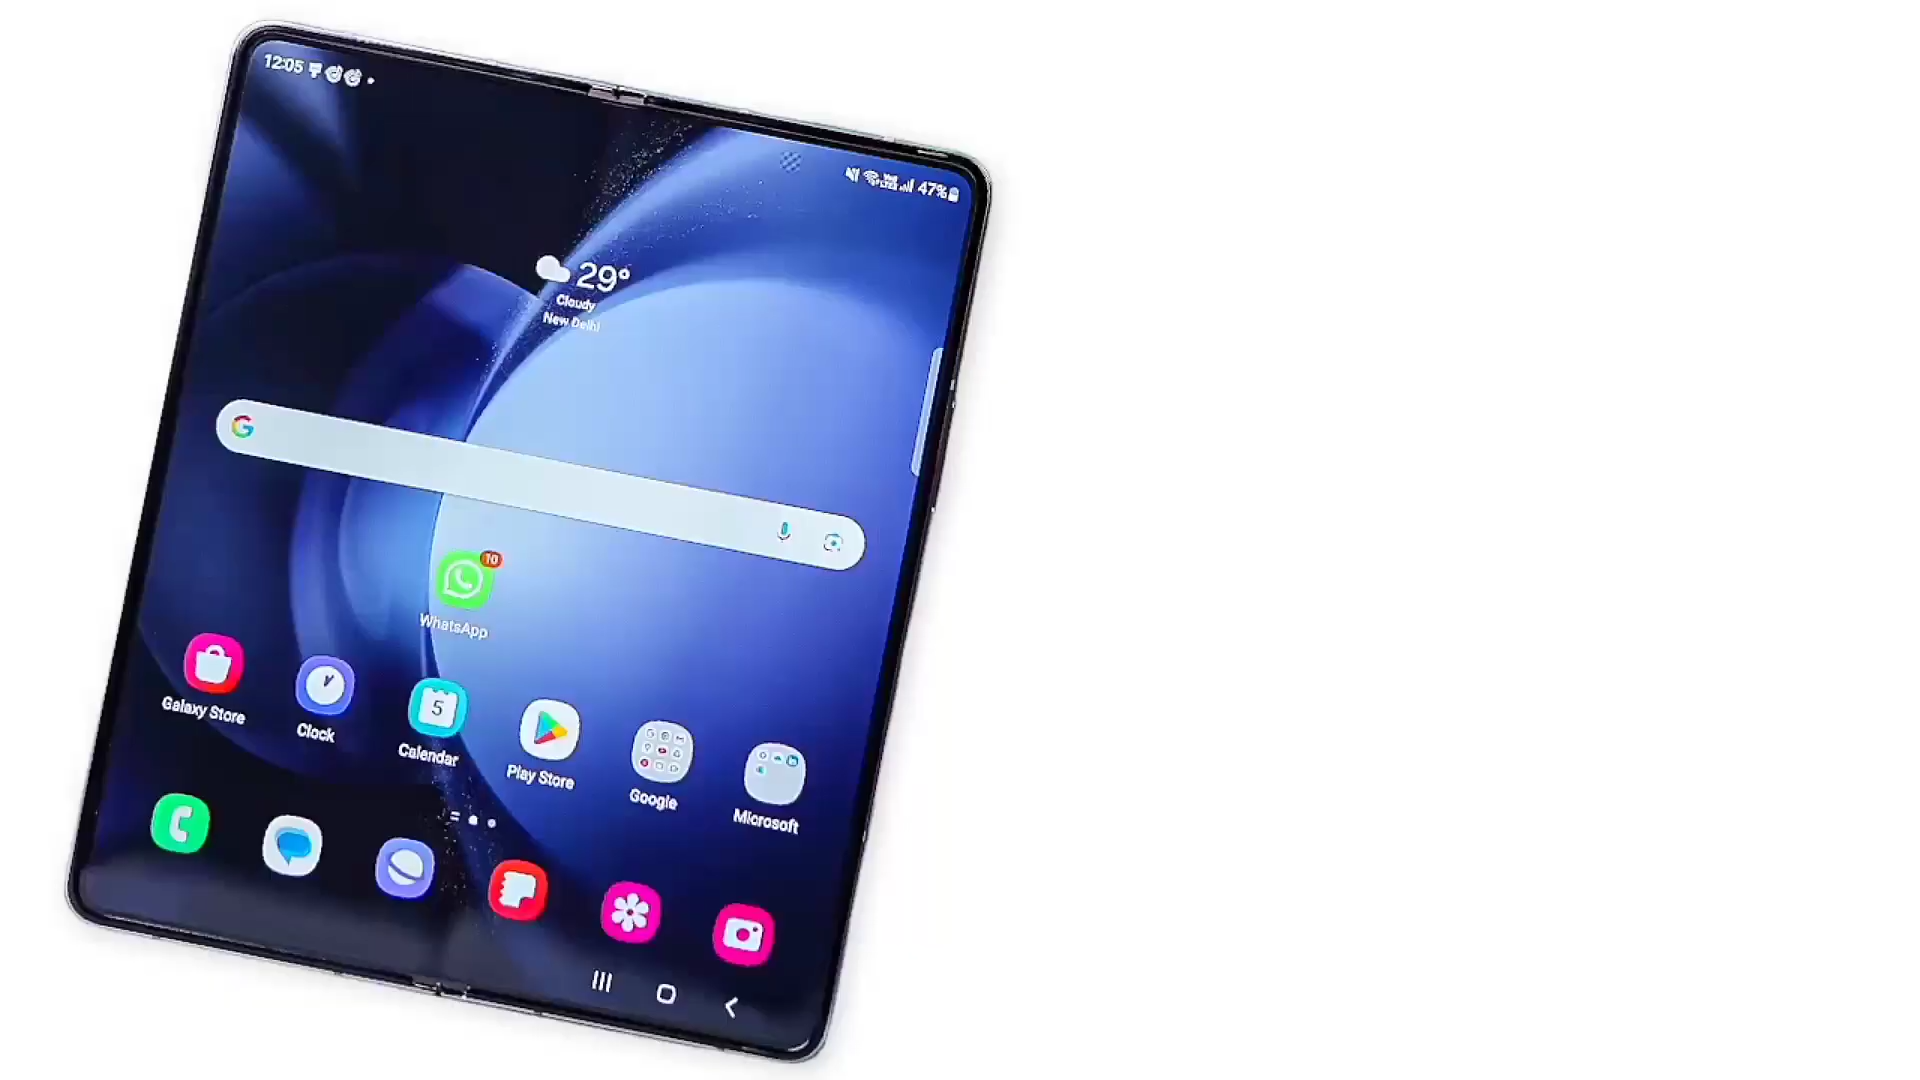 12:05
47%
29°
Cloudy
New Delhi
G
10
WhatsApp
Galaxy Store
Clock
5
Calendar
Play Store
Google
Microsoft